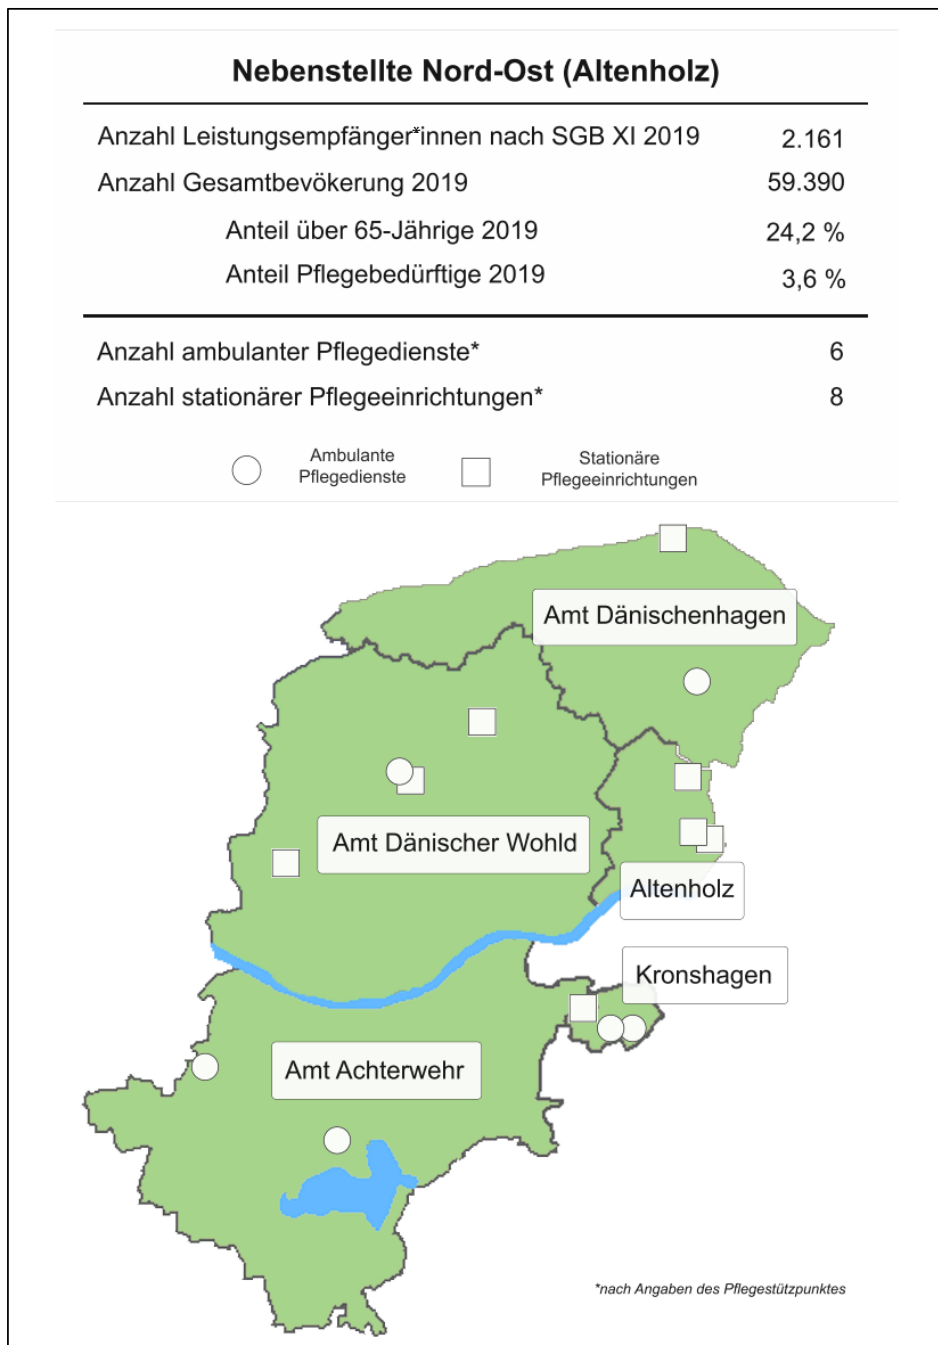 Nebenstellte Nord-Ost (Altenholz)
Anzahl Leistungsempfänger*innen nach SGB XI 2019 2.161
Anzahl Gesamtbevökerung 2019 59.390
Anteil über 65-Jährige 2019 24,2 %
Anteil Pflegebedürftige 2019 3,6 %
Anzahl ambulanter Pflegedienste* 6
Anzahl stationärer Pflegeeinrichtungen* 8
Ambulante
Pflegedienste
Stationäre
Pflegeeinrichtungen
Amt Dänischenhagen
Amt Dänischer Wohld
Altenholz
Kronshagen
Amt Achterwehr
*nach Angaben des Pflegestützpunktes